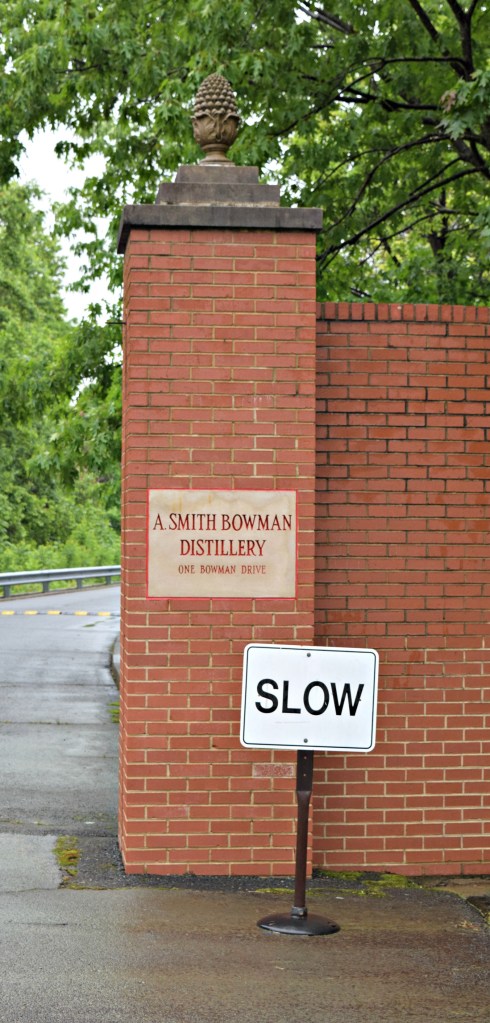 A. SMITH BOWMAN
DISTILLERY
ONE BOWMAN DRIVE
SLOW